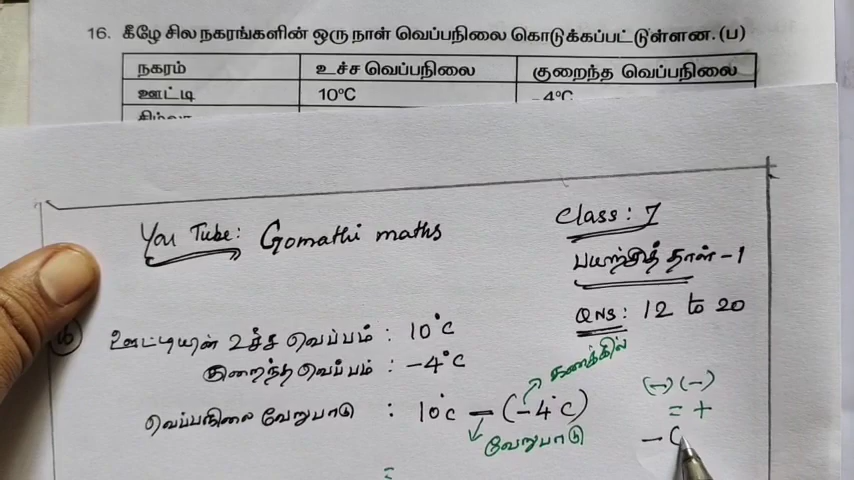 16. கீழே சில நகரங்களின் ஒரு நாள் வெப்பநிலை கொடுக்கப்பட்டுள்ளன. (ப)
நகரம் உச்ச வெப்பநிலை குறைந்த வெப்பநிலை
ஊட்டி 10°C -4°C
You Tube: Gomathi maths
Class: 7
பயிற்சித் தாள் - 1
QNS: 12 to 20
16 ஊட்டியின் உச்ச வெப்பம் : 10°C
குறைந்த வெப்பம் : -4°C
கணக்கில்
வெப்பநிலை வேறுபாடு : 10°C - (-4°C)
வேறுபாடு
(-) (-)
= +
- (
=